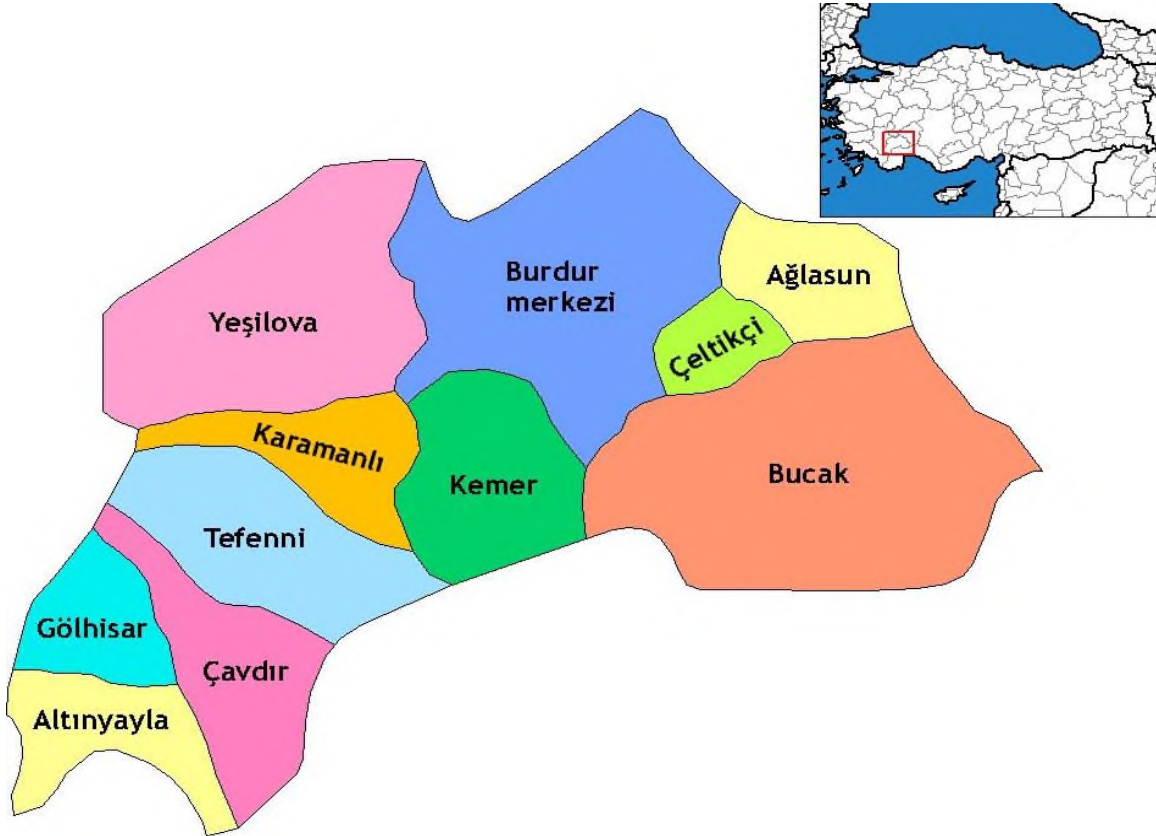 Burdur
merkezi
Ağlasun
Yeşilova
Çeltikçi
Karamanlı
Kemer
Bucak
Tefenni
Gölhisar
Çavdır
Altınyayla